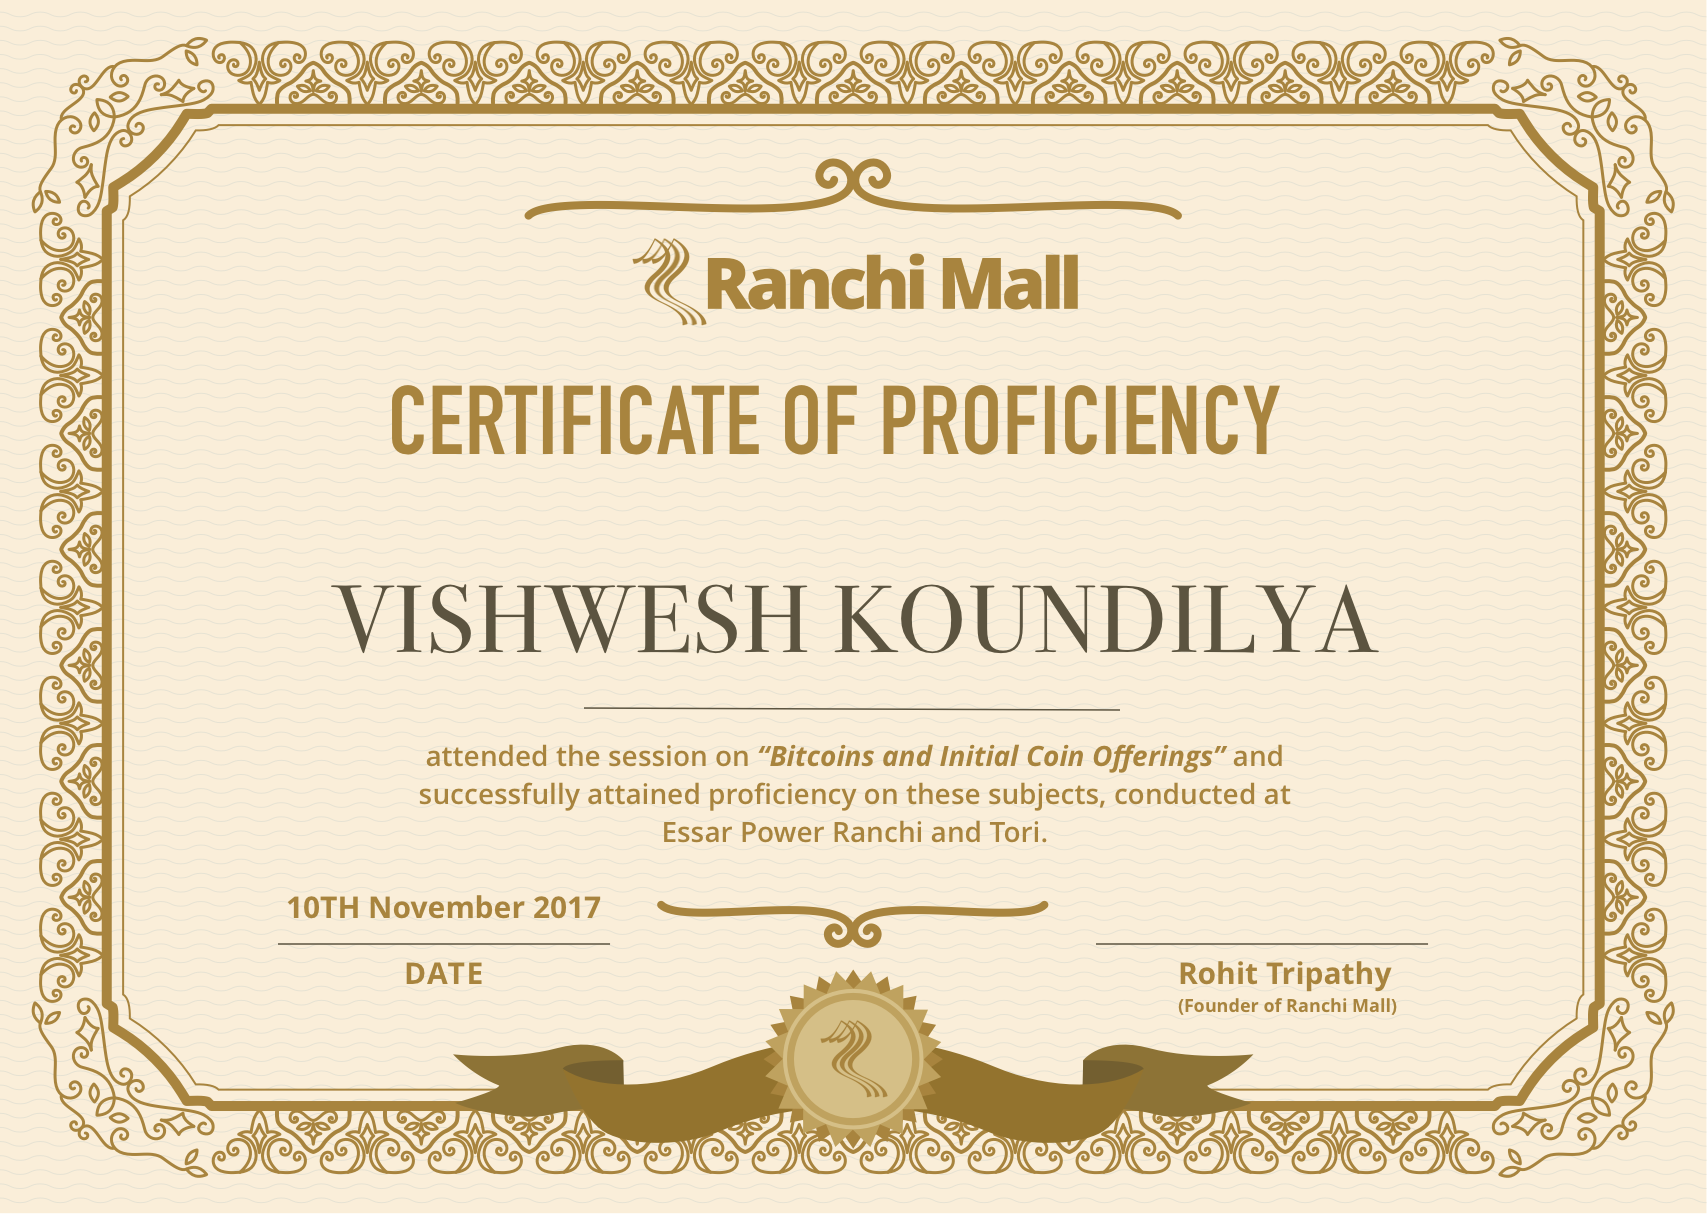 Ranchi Mall
CERTIFICATE OF PROFICIENCY
VISHWESH KOUNDILYA
attended the session on “Bitcoins and Initial Coin Offerings” and
successfully attained proficiency on these subjects, conducted at
Essar Power Ranchi and Tori.
10TH November 2017
DATE
Rohit Tripathy
(Founder of Ranchi Mall)